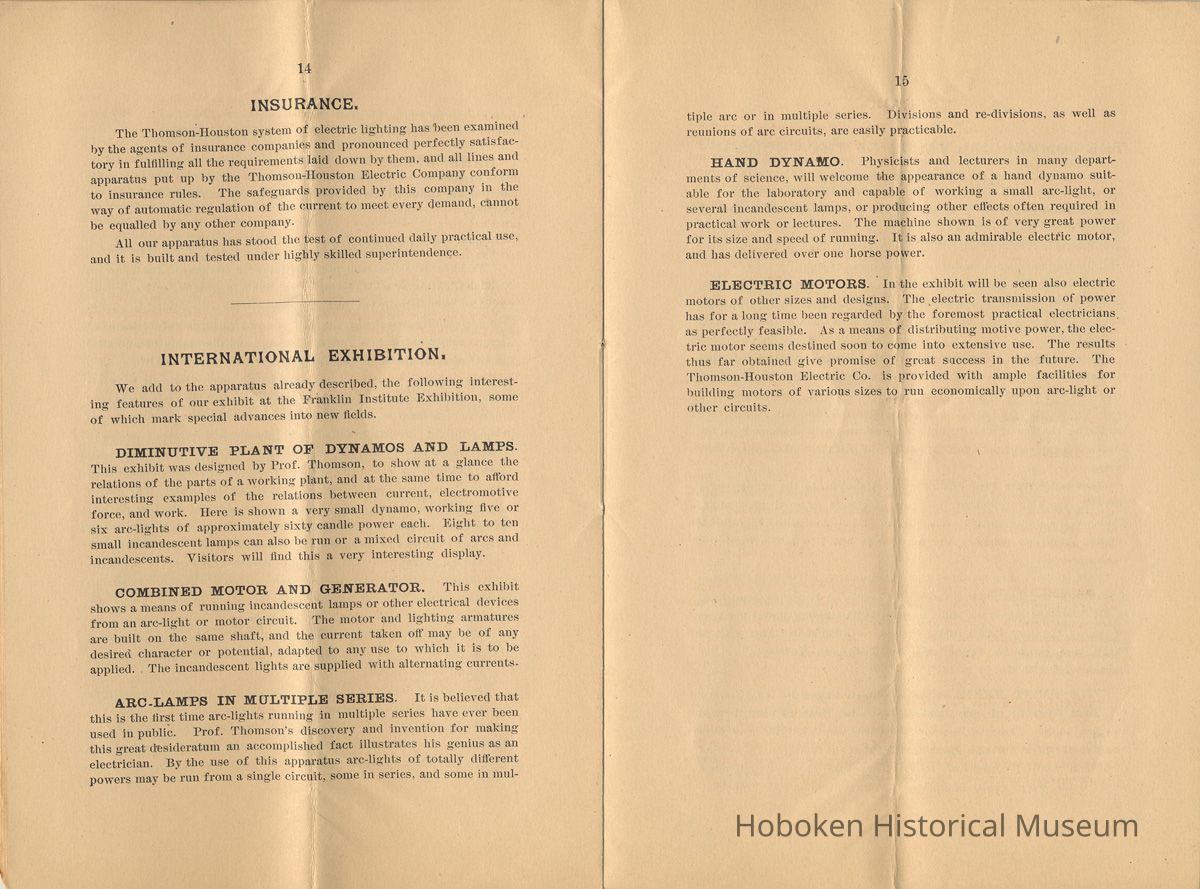 14
INSURANCE.
The Thomson-Houston system of electric lighting has been examined
by the agents of insurance companies and pronounced perfectly satisfac-
tory in fulfilling all the requirements laid down by them, and all lines and
apparatus put up by the Thomson-Houston Electric Company conform
to insurance rules. The safeguards provided by this company in the
way of automatic regulation of the current to meet every demand, cannot
be equalled by any other company.
All our apparatus has stood the test of continued daily practical use,
and it is built and tested under highly skilled superintendence.
INTERNATIONAL EXHIBITION.
We add to the apparatus already described, the following interest-
ing features of our exhibit at the Franklin Institute Exhibition, some
of which mark special advances into new fields.
DIMINUTIVE PLANT OF DYNAMOS AND LAMPS.
This exhibit was designed by Prof. Thomson, to show at a glance the
relations of the parts of a working plant, and at the same time to afford
interesting examples of the relations between current, electromotive
force, and work. Here is shown a very small dynamo, working five or
six arc-lights of approximately sixty candle power each. Eight to ten
small incandescent lamps can also be run or a mixed circuit of arcs and
incandescents. Visitors will find this a very interesting display.
COMBINED MOTOR AND GENERATOR. This exhibit
shows a means of running incandescent lamps or other electrical devices
from an arc-light or motor circuit. The motor and lighting armatures
are built on the same shaft, and the current taken off may be of any
desired character or potential, adapted to any use to which it is to be
applied. The incandescent lights are supplied with alternating currents.
ARC-LAMPS IN MULTIPLE SERIES. It is believed that
this is the first time arc-lights running in multiple series have ever been
used in public. Prof. Thomson's discovery and invention for making
this great desideratum an accomplished fact illustrates his genius as an
electrician. By the use of this apparatus arc-lights of totally different
powers may be run from a single circuit, some in series, and some in mul-
15
tiple arc or in multiple series. Divisions and re-divisions, as well as
reunions of arc circuits, are easily practicable.
HAND DYNAMO. Physicists and lecturers in many depart-
ments of science, will welcome the appearance of a hand dynamo suit-
able for the laboratory and capable of working a small arc-light, or
several incandescent lamps, or producing other effects often required in
practical work or lectures. The machine shown is of very great power
for its size and speed of running. It is also an admirable electric motor,
and has delivered over one horse power.
ELECTRIC MOTORS. In the exhibit will be seen also electric
motors of other sizes and designs. The electric transmission of power
has for a long time been regarded by the foremost practical electricians
as perfectly feasible. As a means of distributing motive power, the elec-
tric motor seems destined soon to come into extensive use. The results
thus far obtained give promise of great success in the future. The
Thomson-Houston Electric Co. is provided with ample facilities for
building motors of various sizes to run economically upon arc-light or
other circuits.
Hoboken Historical Museum